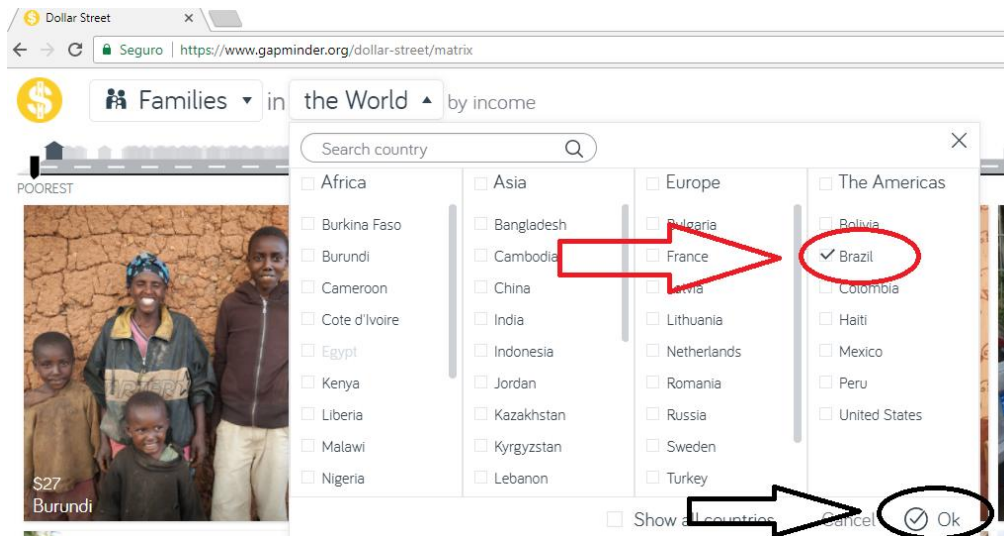 Dollar Street
Seguro | https://www.gapminder.org/dollar-street/matrix
$ Families in the World by income
Search country
POOREST
Africa
Burkina Faso
Burundi
Cameroon
Cote d'Ivoire
Egypt
Kenya
Liberia
Malawi
Nigeria
Asia
Bangladesh
Cambodia
China
India
Indonesia
Jordan
Kazakhstan
Kyrgyzstan
Lebanon
Europe
Bulgaria
France
Latvia
Lithuania
Netherlands
Romania
Russia
Sweden
Turkey
The Americas
Bolivia
Brazil
Colombia
Haiti
Mexico
Peru
United States
$27
Burundi
Show all countries
Cancel
Ok